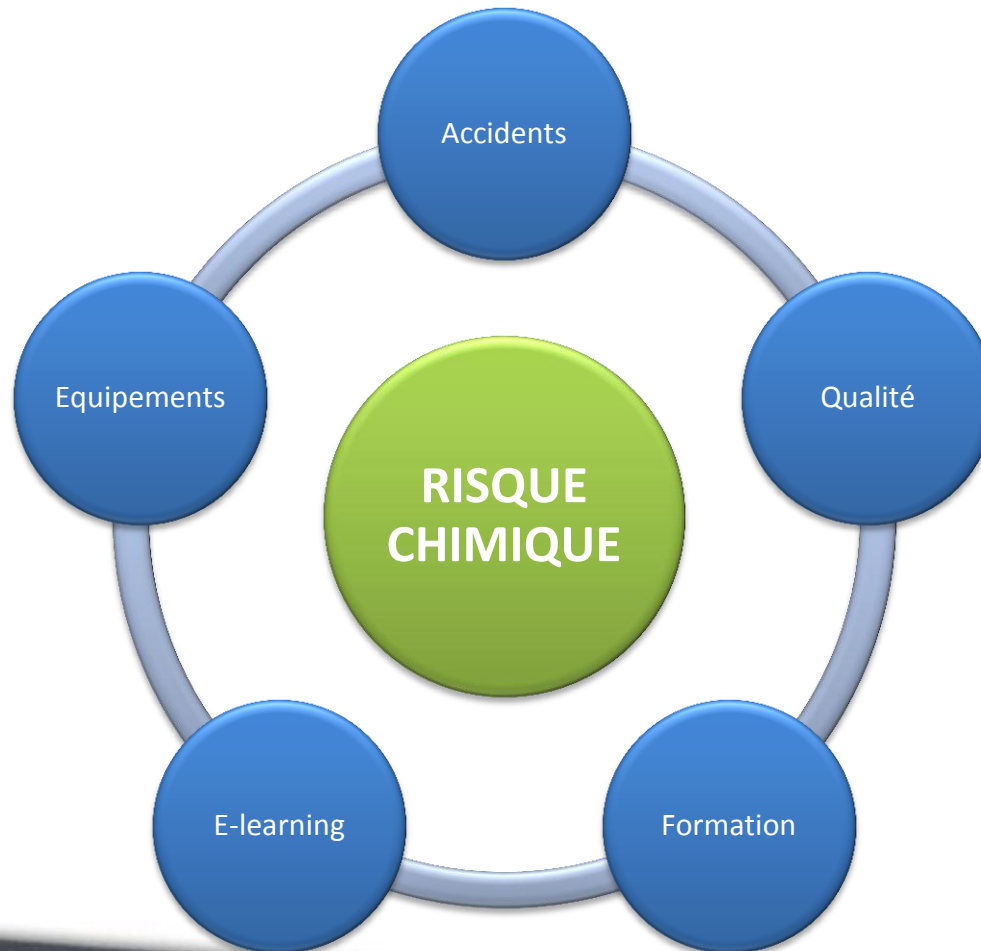 Accidents
Equipements
Qualité
RISQUE
CHIMIQUE
E-learning
Formation